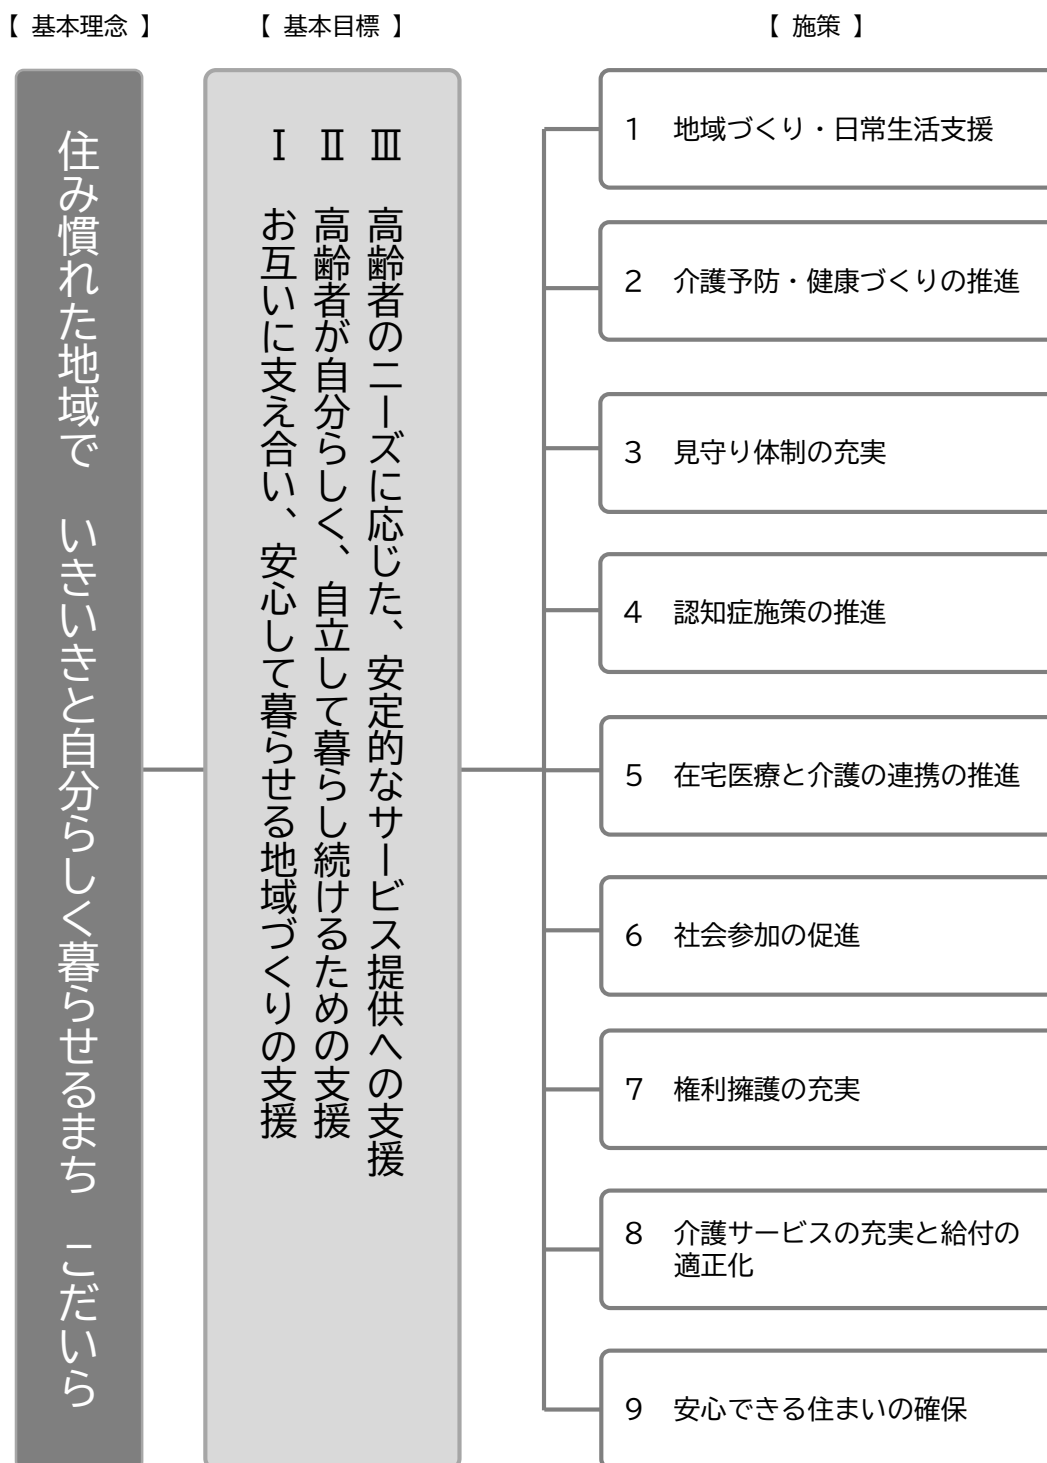 【 基本理念 】
【 基本目標 】
【 施策 】
住み慣れた地域で いきいきと自分らしく暮らせるまち こだいら
Ⅲ 高齢者のニーズに応じた、安定的なサービス提供への支援
Ⅱ 高齢者が自分らしく、自立して暮らし続けるための支援
Ⅰ お互いに支え合い、安心して暮らせる地域づくりの支援
1 地域づくり・日常生活支援
2 介護予防・健康づくりの推進
3 見守り体制の充実
4 認知症施策の推進
5 在宅医療と介護の連携の推進
6 社会参加の促進
7 権利擁護の充実
8 介護サービスの充実と給付の
適正化
9 安心できる住まいの確保